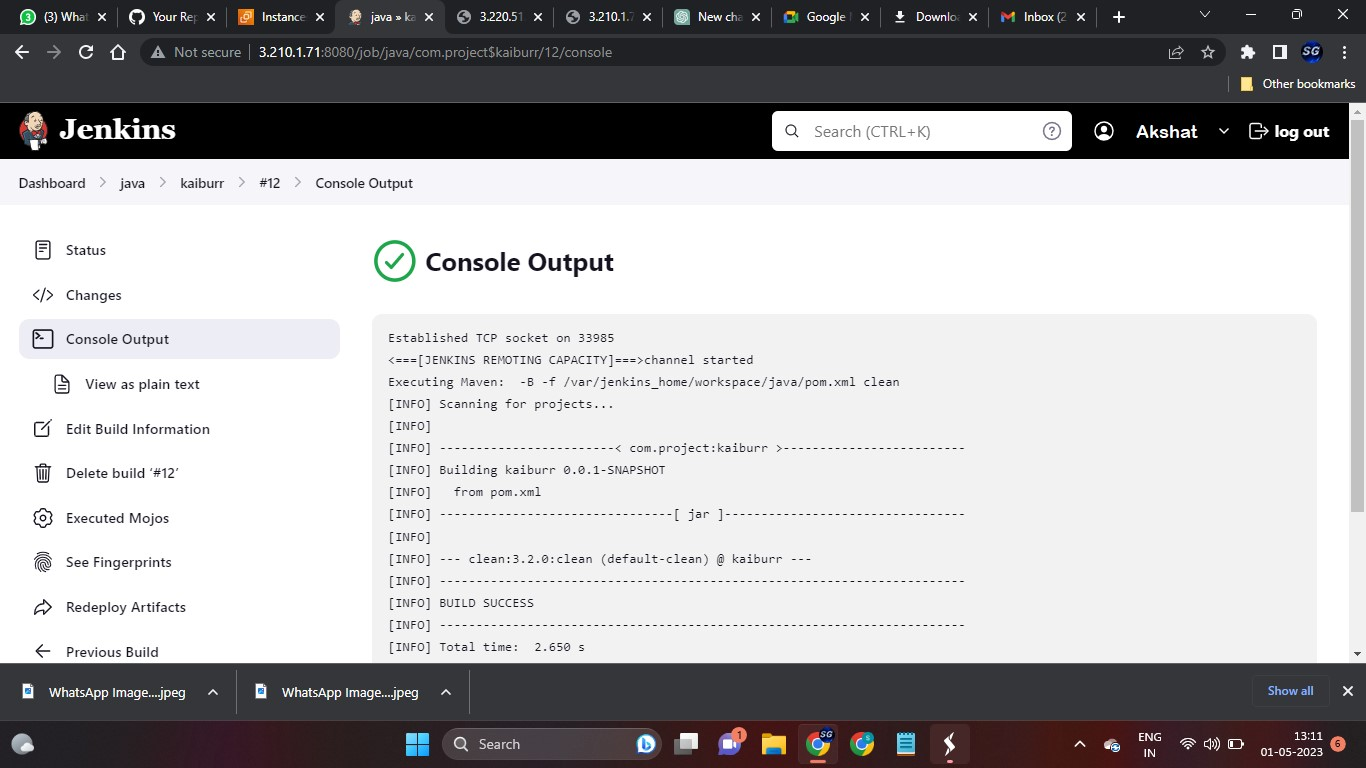 (3) What
Your Rep
Instance
java » ka
3.220.51
3.210.1.7
New cha
Google
Downlo
Inbox (2
Not secure
3.210.1.71:8080/job/java/com.project$kaiburr/12/console
SG
Other bookmarks
Jenkins
Search (CTRL+K)
Akshat
log out
Dashboard
java
kaiburr
#12
Console Output
Status
Changes
Console Output
View as plain text
Edit Build Information
Delete build ‘#12’
Executed Mojos
See Fingerprints
Redeploy Artifacts
Previous Build
Console Output
Established TCP socket on 33985
<===[JENKINS REMOTING CAPACITY]===>channel started
Executing Maven:  -B -f /var/jenkins_home/workspace/java/pom.xml clean
[INFO] Scanning for projects...
[INFO]
[INFO] ------------------------< com.project:kaiburr >-------------------------
[INFO] Building kaiburr 0.0.1-SNAPSHOT
[INFO]   from pom.xml
[INFO] --------------------------------[ jar ]---------------------------------
[INFO]
[INFO] --- clean:3.2.0:clean (default-clean) @ kaiburr ---
[INFO] ------------------------------------------------------------------------
[INFO] BUILD SUCCESS
[INFO] ------------------------------------------------------------------------
[INFO] Total time:  2.650 s
WhatsApp Image....jpeg
WhatsApp Image....jpeg
Show all
Search
1
SG
ENG
IN
13:11
01-05-2023
6